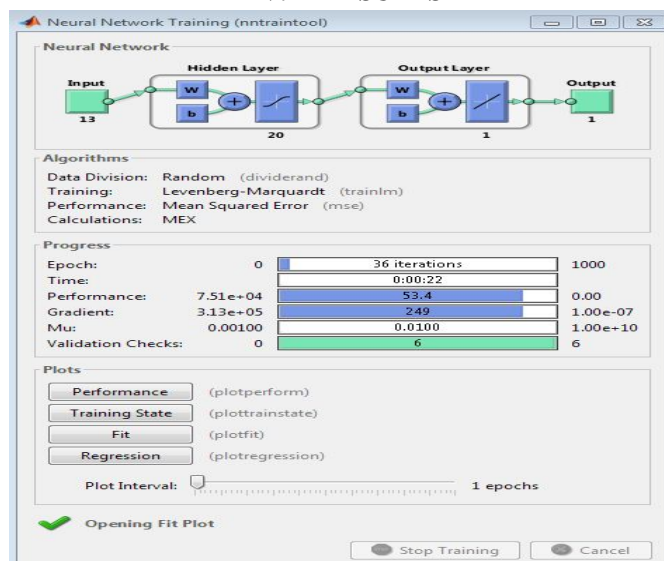 Neural Network Training (nntraintool)
Neural Network
Hidden Layer
Output Layer
Input
Output
W
b
W
b
13
20
1
1
Algorithms
Data Division: Random (dividerand)
Training: Levenberg-Marquardt (trainlm)
Performance: Mean Squared Error (mse)
Calculations: MEX
Progress
Epoch: 0 36 iterations 1000
Time: 0:00:22
Performance: 7.51e+04 53.4 0.00
Gradient: 3.13e+05 249 1.00e-07
Mu: 0.00100 0.0100 1.00e+10
Validation Checks: 0 6 6
Plots
Performance (plotperform)
Training State (plottrainstate)
Fit (plotfit)
Regression (plotregression)
Plot Interval: 1 epochs
Opening Fit Plot
Stop Training Cancel